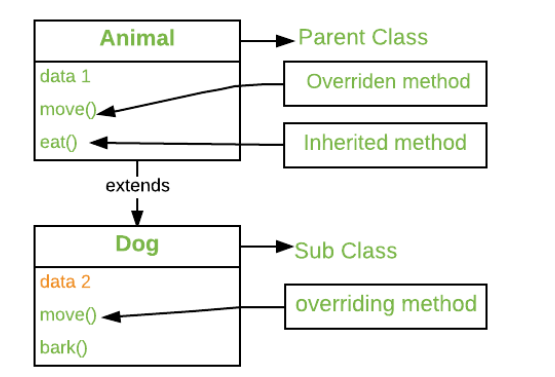 Animal
Parent Class
data 1
Overriden method
move()
eat()
Inherited method
extends
Dog
Sub Class
data 2
move()
overriding method
bark()